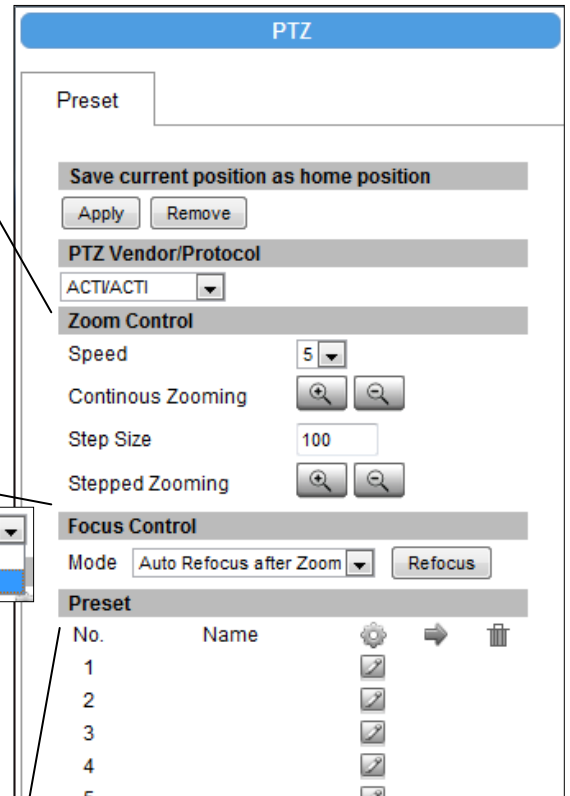 PTZ
Preset
Save current position as home position
Apply Remove
PTZ Vendor/Protocol
ACTI/ACTI
Zoom Control
Speed 5
Continous Zooming
Step Size 100
Stepped Zooming
Focus Control
Mode Auto Refocus after Zoom Refocus
Preset
No. Name
1
2
3
4
5